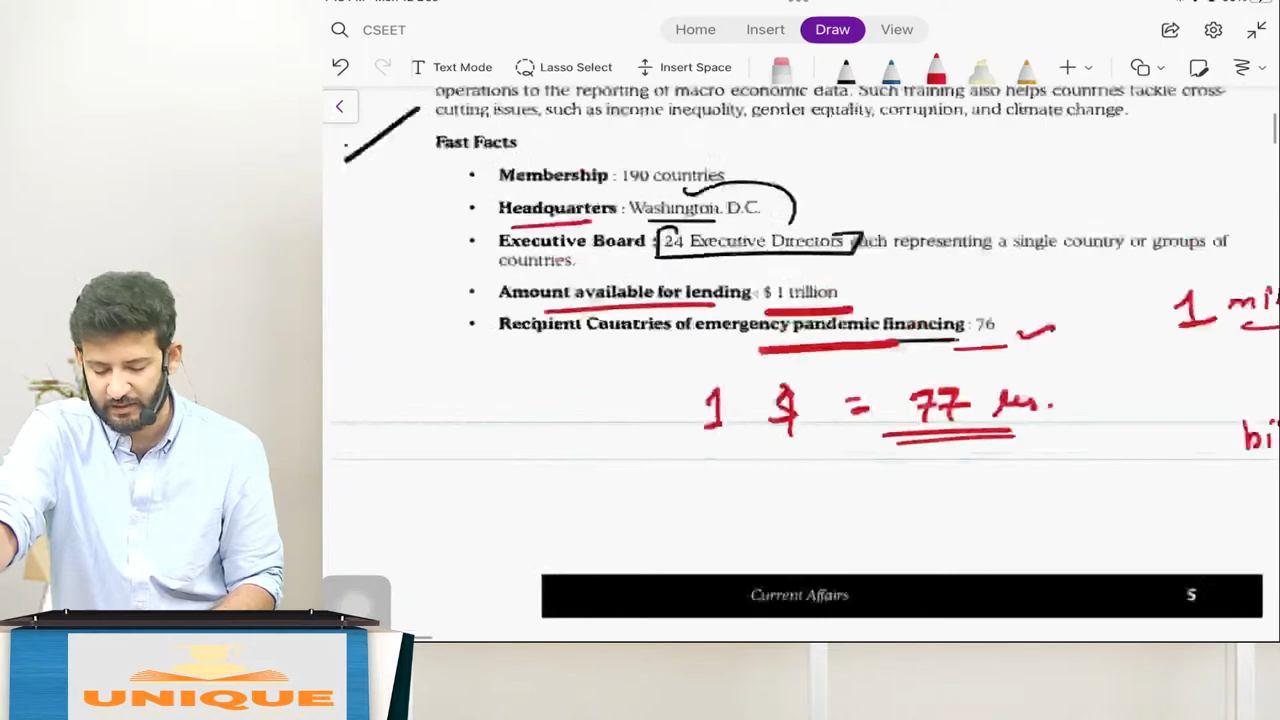 CSEET
Home Insert Draw View
Text Mode Lasso Select Insert Space
operations to the reporting of macro economic data. Such training also helps countries tackle cross-
cutting issues, such as income inequality, gender equality, corruption, and climate change.
Fast Facts
• Membership : 190 countries
• Headquarters : Washington. D.C.
• Executive Board : 24 Executive Directors each representing a single country or groups of
countries.
• Amount available for lending : $ 1 trillion
• Recipient Countries of emergency pandemic financing : 76
1 mi
1 $ = 77
bi
Current Affairs 5
UNIQUE